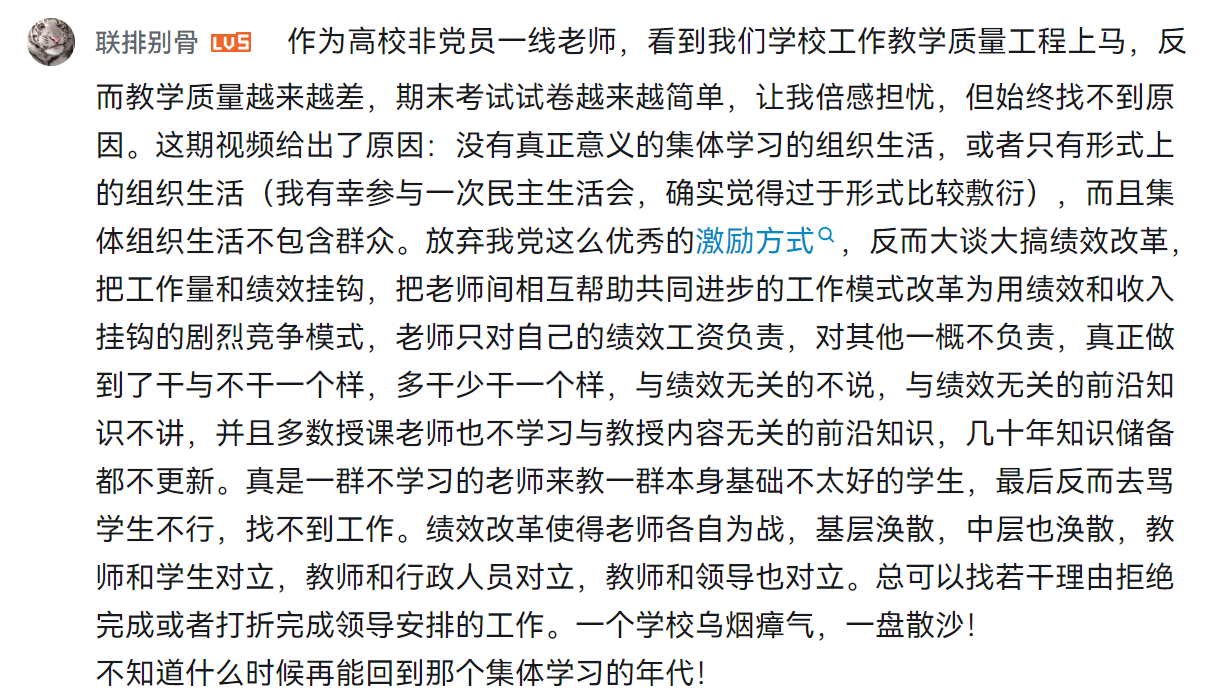 联排别骨 LV5 作为高校非党员一线老师，看到我们学校工作教学质量工程上马，反
而教学质量越来越差，期末考试试卷越来越简单，让我倍感担忧，但始终找不到原
因。这期视频给出了原因：没有真正意义的集体学习的组织生活，或者只有形式上
的组织生活（我有幸参与一次民主生活会，确实觉得过于形式比较敷衍），而且集
体组织生活不包含群众。放弃我党这么优秀的激励方式，反而大谈大搞绩效改革，
把工作量和绩效挂钩，把老师间相互帮助共同进步的工作模式改革为用绩效和收入
挂钩的剧烈竞争模式，老师只对自己的绩效工资负责，对其他一概不负责，真正做
到了干与不干一个样，多干少干一个样，与绩效无关的不说，与绩效无关的前沿知
识不讲，并且多数授课老师也不学习与教授内容无关的前沿知识，几十年知识储备
都不更新。真是一群不学习的老师来教一群本身基础不太好的学生，最后反而去骂
学生不行，找不到工作。绩效改革使得老师各自为战，基层涣散，中层也涣散，教
师和学生对立，教师和行政人员对立，教师和领导也对立。总可以找若干理由拒绝
完成或者打折完成领导安排的工作。一个学校乌烟瘴气，一盘散沙！
不知道什么时候再能回到那个集体学习的年代！